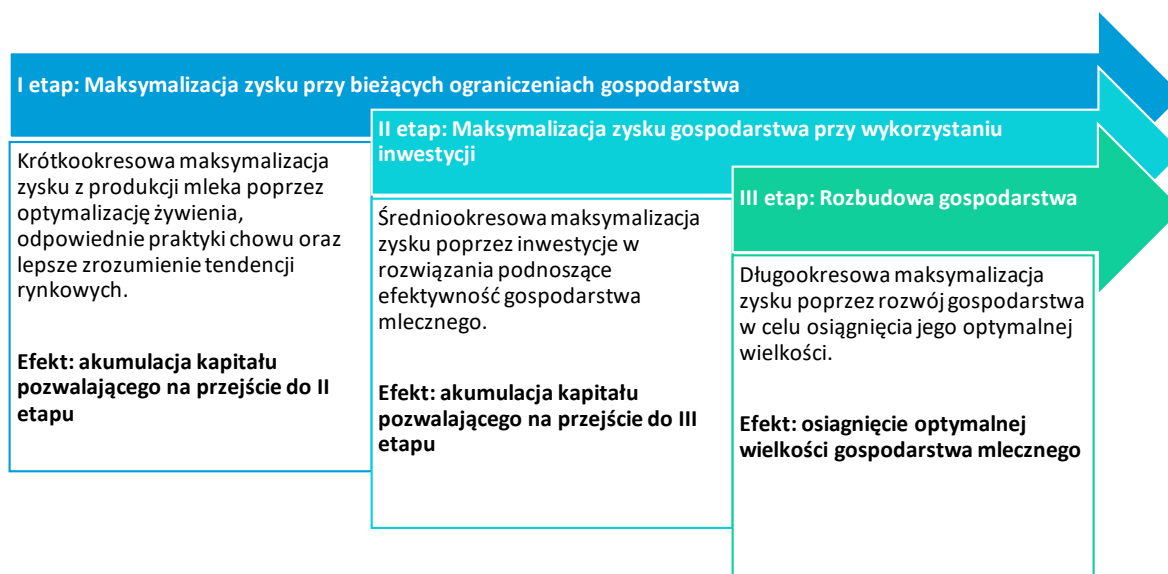 I etap: Maksymalizacja zysku przy bieżących ograniczeniach gospodarstwa
Krótkookresowa maksymalizacja
zysku z produkcji mleka poprzez
optymalizację żywienia,
odpowiednie praktyki chowu oraz
lepsze zrozumienie tendencji
rynkowych.
Efekt: akumulacja kapitału
pozwalającego na przejście do II
etapu
II etap: Maksymalizacja zysku gospodarstwa przy wykorzystaniu
inwestycji
Średniookresowa maksymalizacja
zysku poprzez inwestycje w
rozwiązania podnoszące
efektywność gospodarstwa
mlecznego.
Efekt: akumulacja kapitału
pozwalającego na przejście do III
etapu
III etap: Rozbudowa gospodarstwa
Długookresowa maksymalizacja
zysku poprzez rozwój gospodarstwa
w celu osiągnięcia jego optymalnej
wielkości.
Efekt: osiagnięcie optymalnej
wielkości gospodarstwa mlecznego